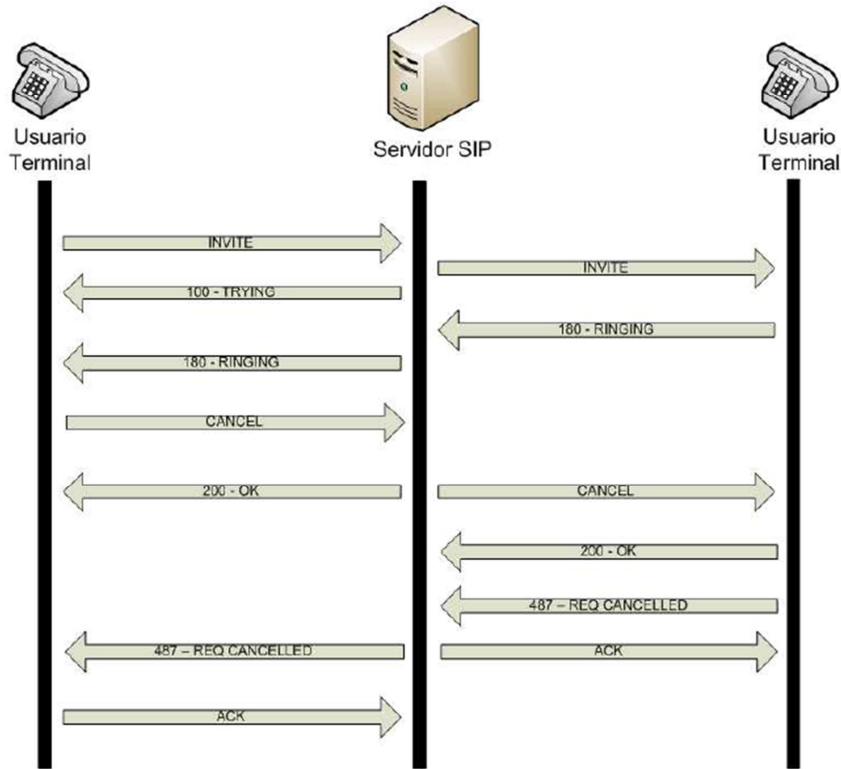 Usuario
Terminal
Servidor SIP
Usuario
Terminal
INVITE
INVITE
100 - TRYING
180 - RINGING
180 - RINGING
CANCEL
200 - OK
CANCEL
200 - OK
487 – REQ CANCELLED
487 – REQ CANCELLED
ACK
ACK